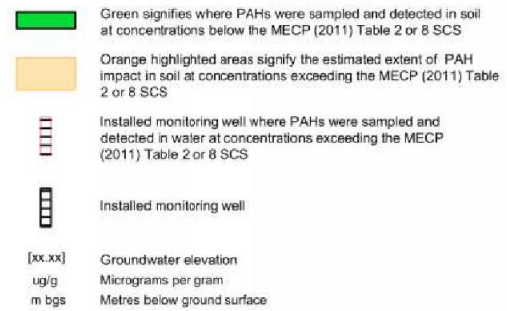 Green signifies where PAHs were sampled and detected in soil
at concentrations below the MECP (2011) Table 2 or 8 SCS
Orange highlighted areas signify the estimated extent of PAH
impact in soil at concentrations exceeding the MECP (2011) Table
2 or 8 SCS
Installed monitoring well where PAHs were sampled and
detected in water at concentrations exceeding the MECP
(2011) Table 2 or 8 SCS
Installed monitoring well
[xx.xx] Groundwater elevation
ug/g Micrograms per gram
m bgs Metres below ground surface